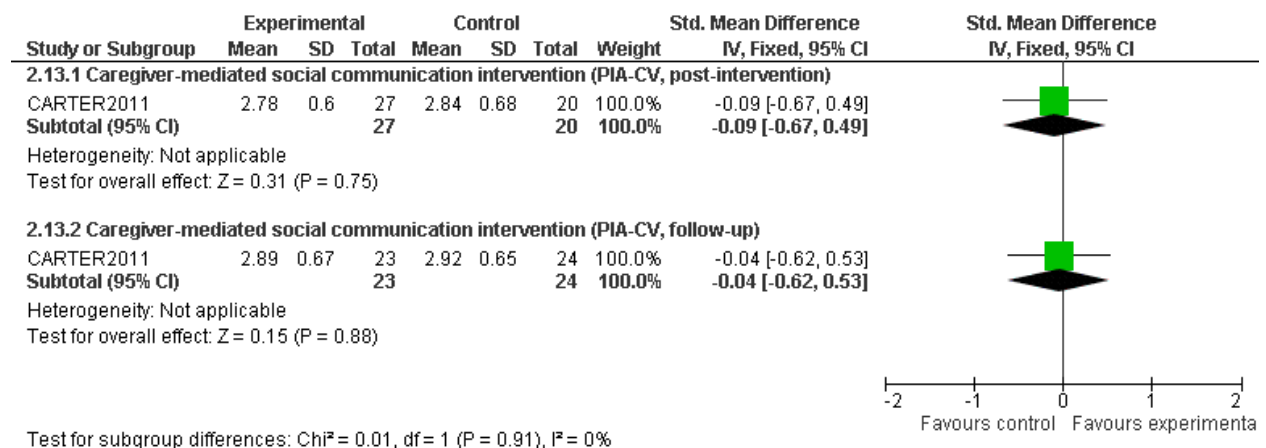 Experimental Control Std. Mean Difference Std. Mean Difference
Study or Subgroup Mean SD Total Mean SD Total Weight IV, Fixed, 95% CI IV, Fixed, 95% CI
2.13.1 Caregiver-mediated social communication intervention (PIA-CV, post-intervention)
CARTER2011 2.78 0.6 27 2.84 0.68 20 100.0% -0.09 [-0.67, 0.49]
Subtotal (95% CI) 27 20 100.0% -0.09 [-0.67, 0.49]
Heterogeneity: Not applicable
Test for overall effect: Z = 0.31 (P = 0.75)
2.13.2 Caregiver-mediated social communication intervention (PIA-CV, follow-up)
CARTER2011 2.89 0.67 23 2.92 0.65 24 100.0% -0.04 [-0.62, 0.53]
Subtotal (95% CI) 23 24 100.0% -0.04 [-0.62, 0.53]
Heterogeneity: Not applicable
Test for overall effect: Z = 0.15 (P = 0.88)
-2 -1 0 1 2
Favours control Favours experimenta
Test for subgroup differences: Chi² = 0.01, df = 1 (P = 0.91), I² = 0%